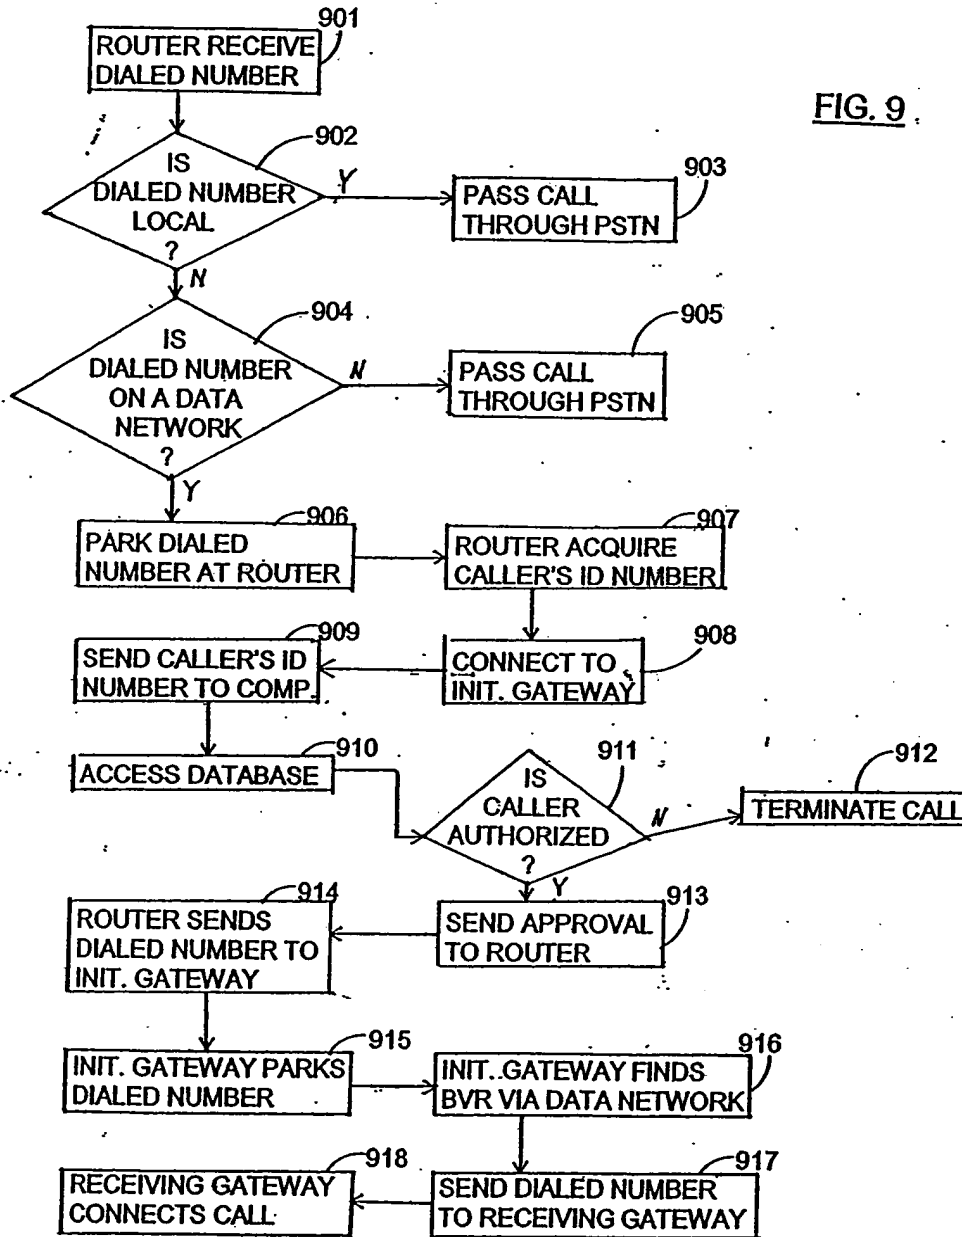 901
ROUTER RECEIVE
DIALED NUMBER
FIG. 9
902
IS
DIALED NUMBER
LOCAL
?
Y
903
PASS CALL
THROUGH PSTN
N
904
IS
DIALED NUMBER
ON A DATA
NETWORK
?
N
905
PASS CALL
THROUGH PSTN
Y
906
PARK DIALED
NUMBER AT ROUTER
907
ROUTER ACQUIRE
CALLER'S ID NUMBER
908
CONNECT TO
INIT. GATEWAY
909
SEND CALLER'S ID
NUMBER TO COMP.
910
ACCESS DATABASE
911
IS
CALLER
AUTHORIZED
?
N
912
TERMINATE CALL
Y
913
SEND APPROVAL
TO ROUTER
914
ROUTER SENDS
DIALED NUMBER TO
INIT. GATEWAY
915
INIT. GATEWAY PARKS
DIALED NUMBER
916
INIT. GATEWAY FINDS
BVR VIA DATA NETWORK
917
SEND DIALED NUMBER
TO RECEIVING GATEWAY
918
RECEIVING GATEWAY
CONNECTS CALL